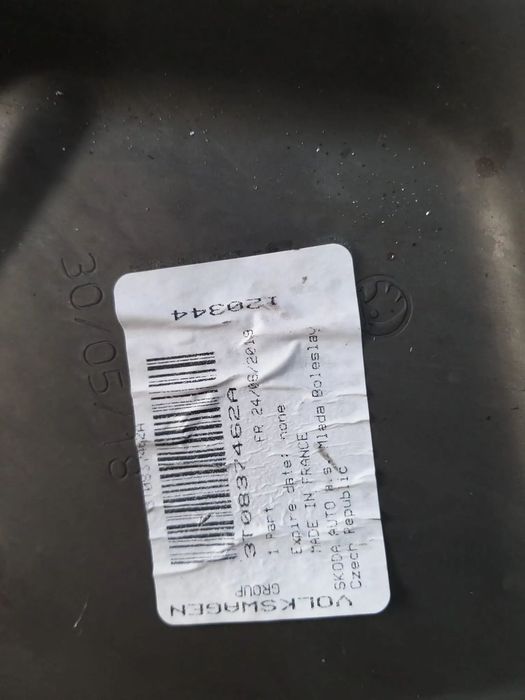 VOLKSWAGEN
GROUP
120344
3T0837462A
1 Part FR 24/06/2019
Expire date: none
MADE IN FRANCE
SKODA AUTO a.s. Mlada Boleslav
Czech Republic
30/05/18